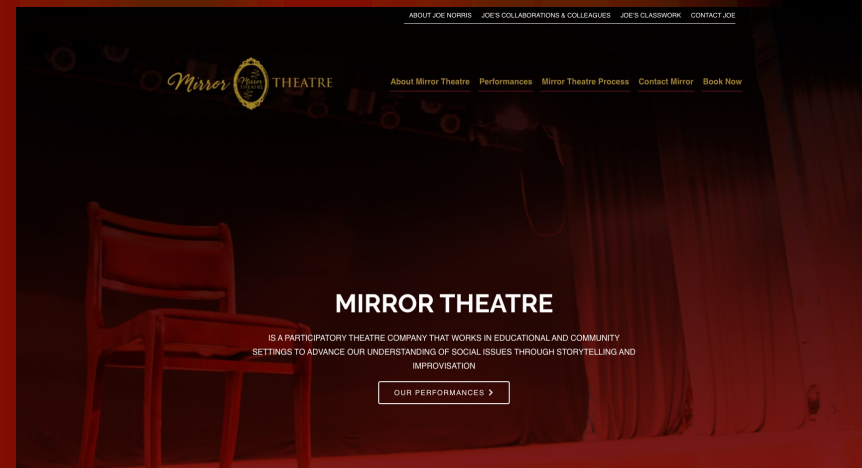 ABOUT JOE NORRIS JOE'S COLLABORATIONS & COLLEAGUES JOE'S CLASSWORK CONTACT JOE
Mirror Mirror THEATRE THEATRE
About Mirror Theatre Performances Mirror Theatre Process Contact Mirror Book Now
MIRROR THEATRE
IS A PARTICIPATORY THEATRE COMPANY THAT WORKS IN EDUCATIONAL AND COMMUNITY
SETTINGS TO ADVANCE OUR UNDERSTANDING OF SOCIAL ISSUES THROUGH STORYTELLING AND
IMPROVISATION
OUR PERFORMANCES